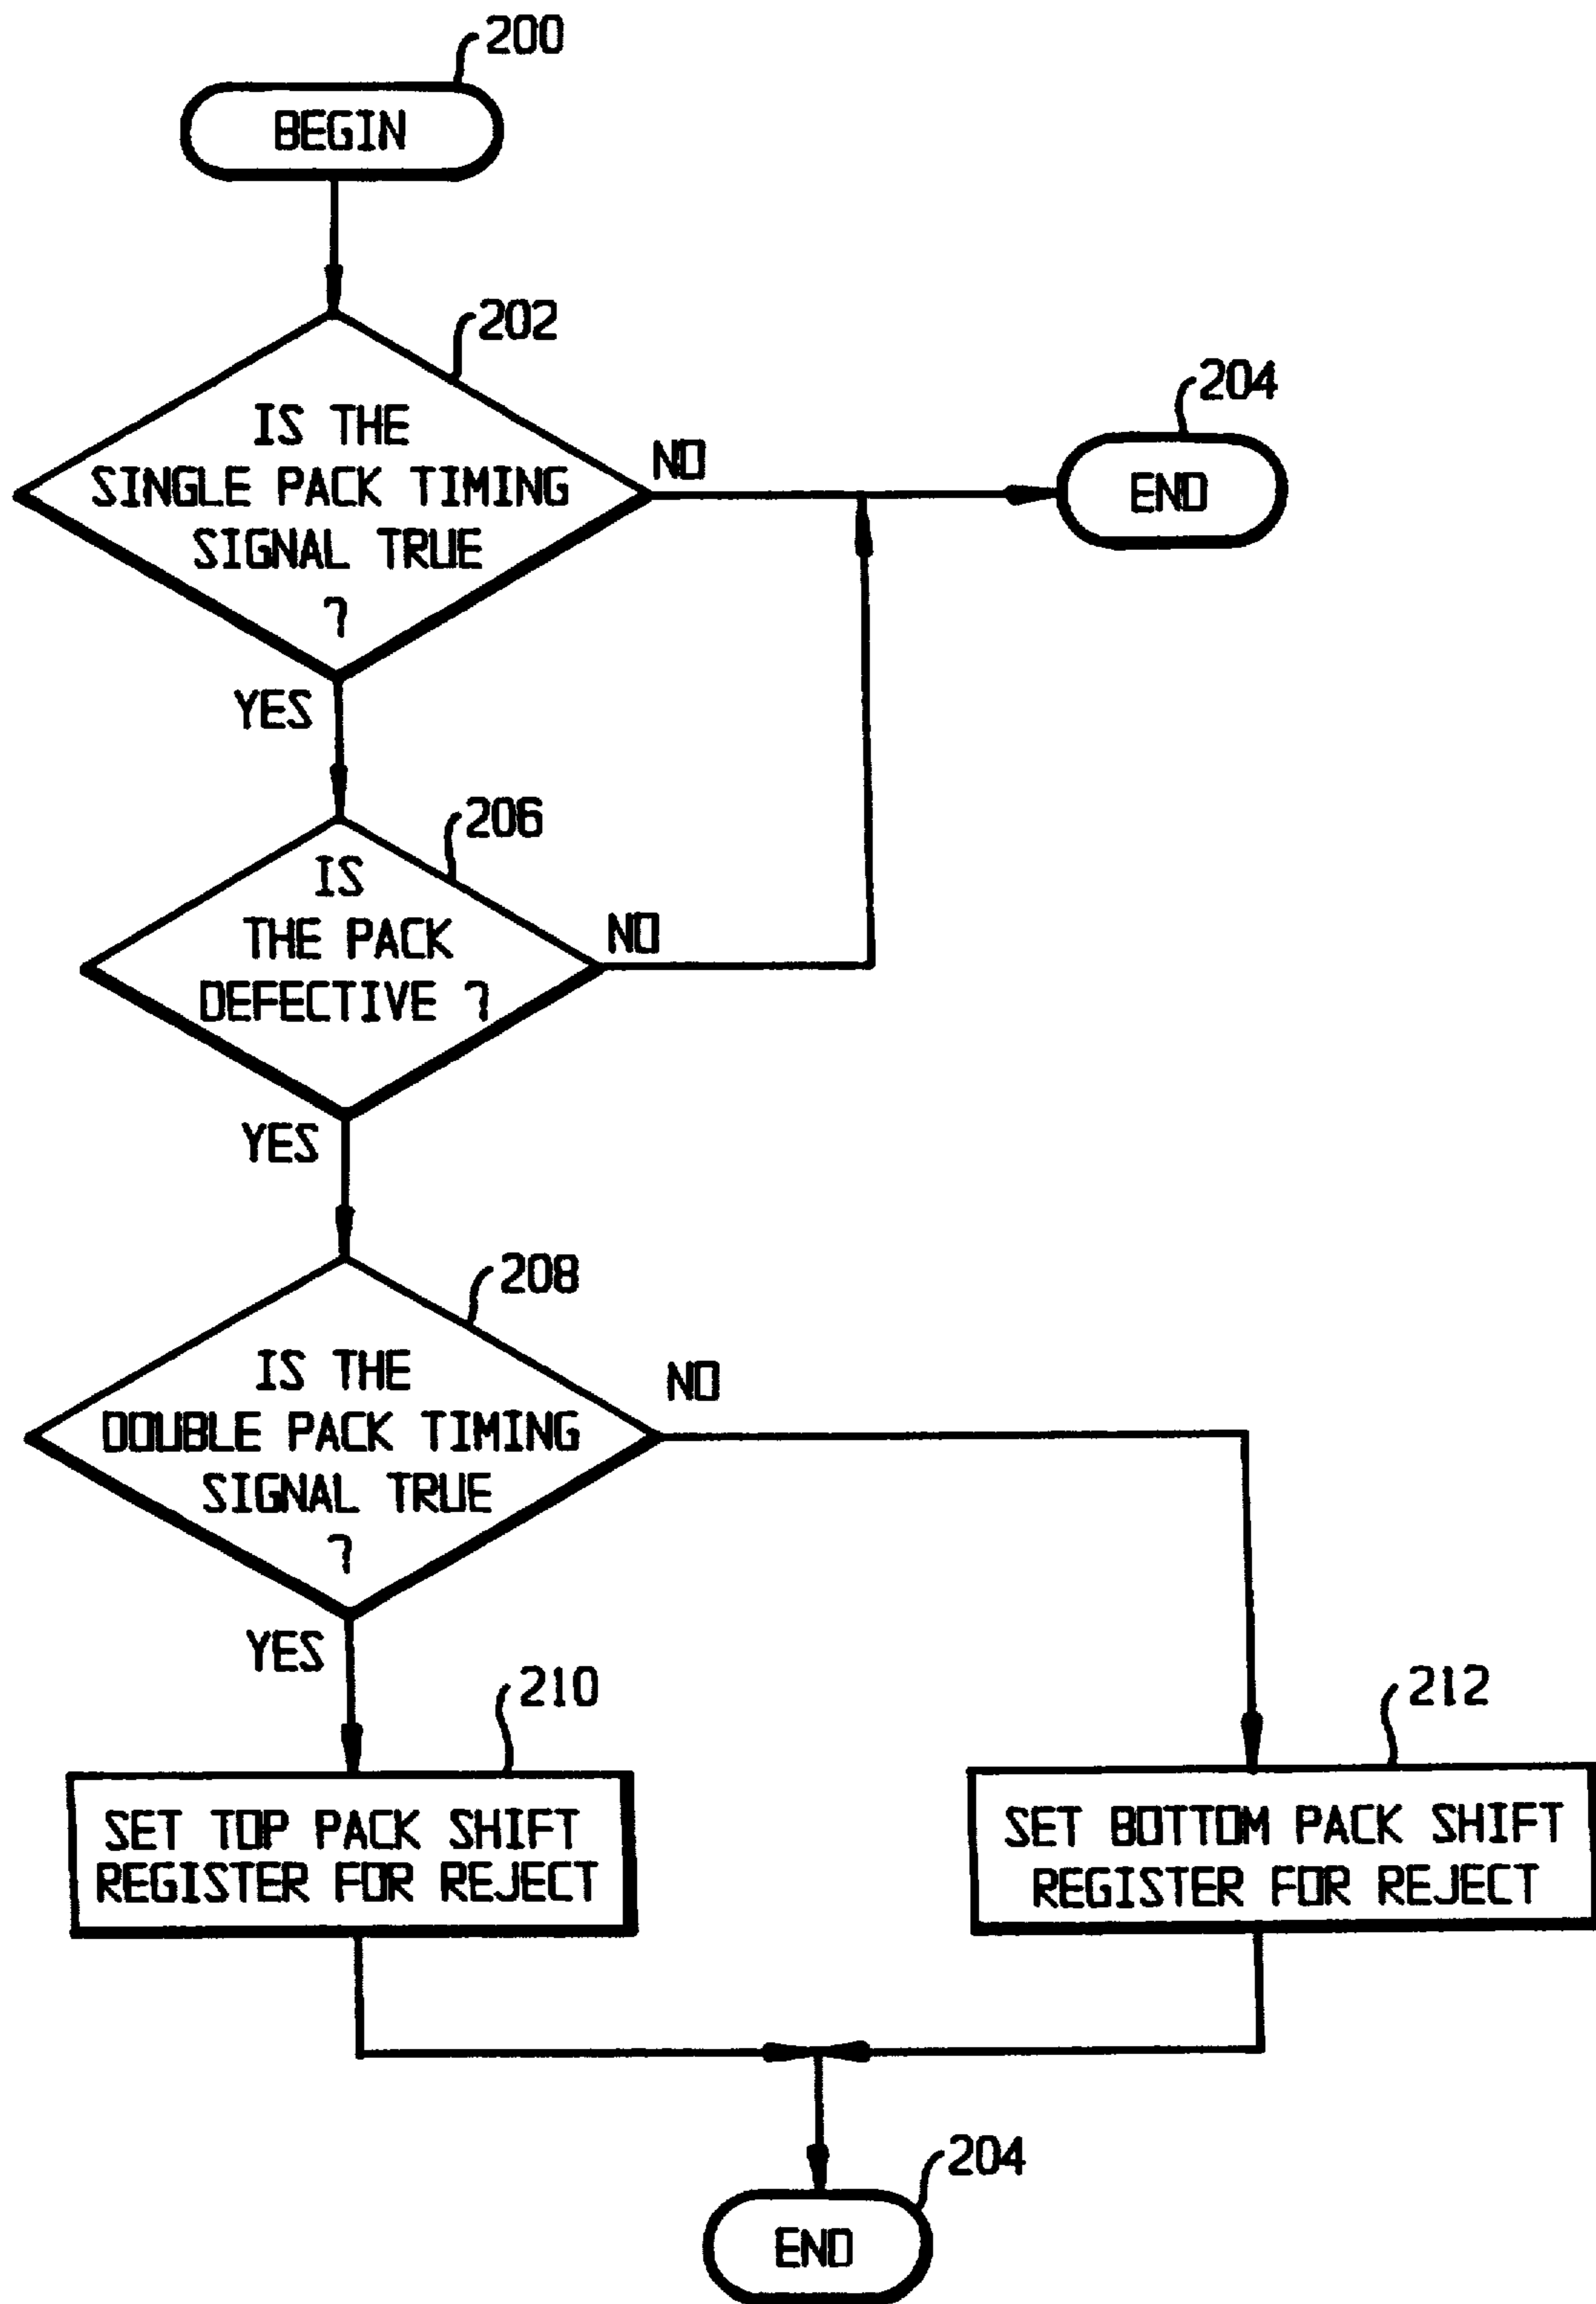 200
BEGIN
202
IS THE
SINGLE PACK TIMING
SIGNAL TRUE
?
NO
204
END
YES
206
IS
THE PACK
DEFECTIVE ?
NO
YES
208
IS THE
DOUBLE PACK TIMING
SIGNAL TRUE
?
NO
YES
210
SET TOP PACK SHIFT
REGISTER FOR REJECT
212
SET BOTTOM PACK SHIFT
REGISTER FOR REJECT
204
END